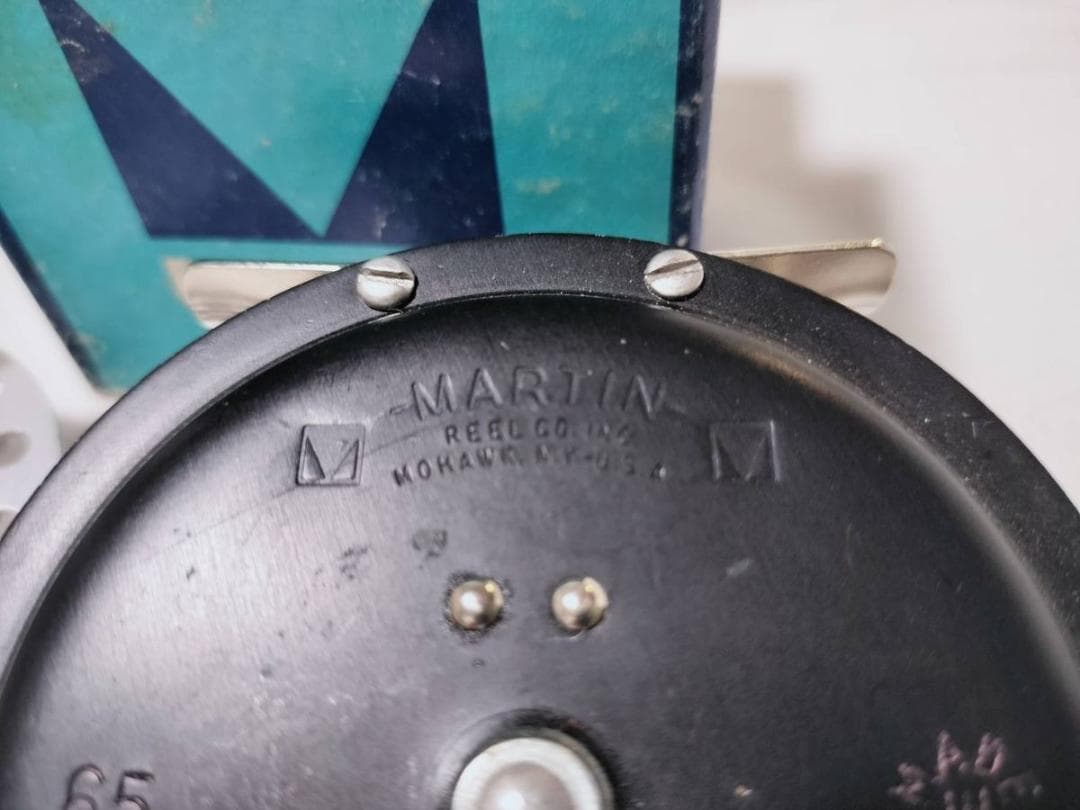 MARTIN
REEL CO. INC
MOHAWK, N.Y. U.S.A
65